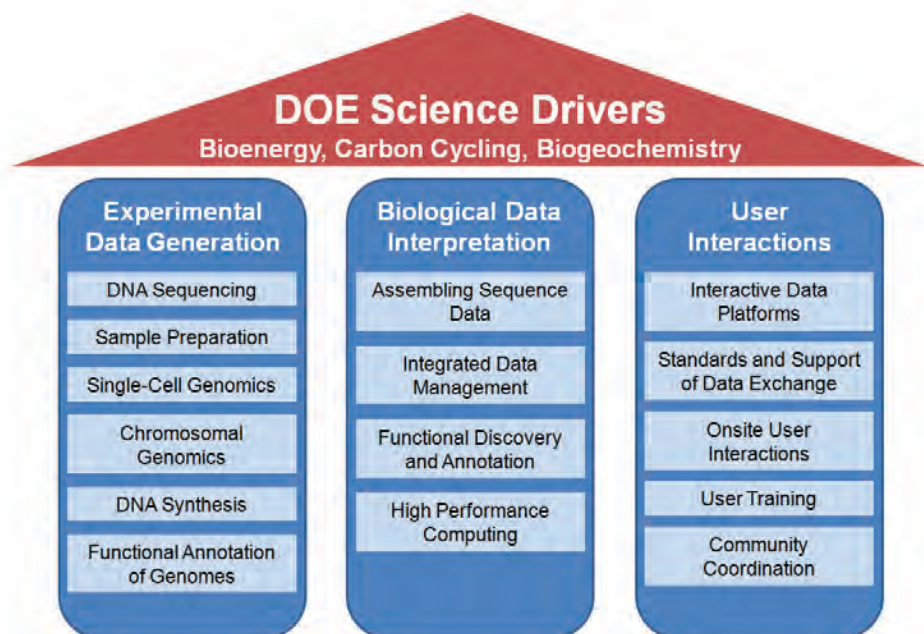 DOE Science Drivers
Bioenergy, Carbon Cycling, Biogeochemistry
Experimental
Data Generation
DNA Sequencing
Sample Preparation
Single-Cell Genomics
Chromosomal
Genomics
DNA Synthesis
Functional Annotation
of Genomes
Biological Data
Interpretation
Assembling Sequence
Data
Integrated Data
Management
Functional Discovery
and Annotation
High Performance
Computing
User
Interactions
Interactive Data
Platforms
Standards and Support
of Data Exchange
Onsite User
Interactions
User Training
Community
Coordination